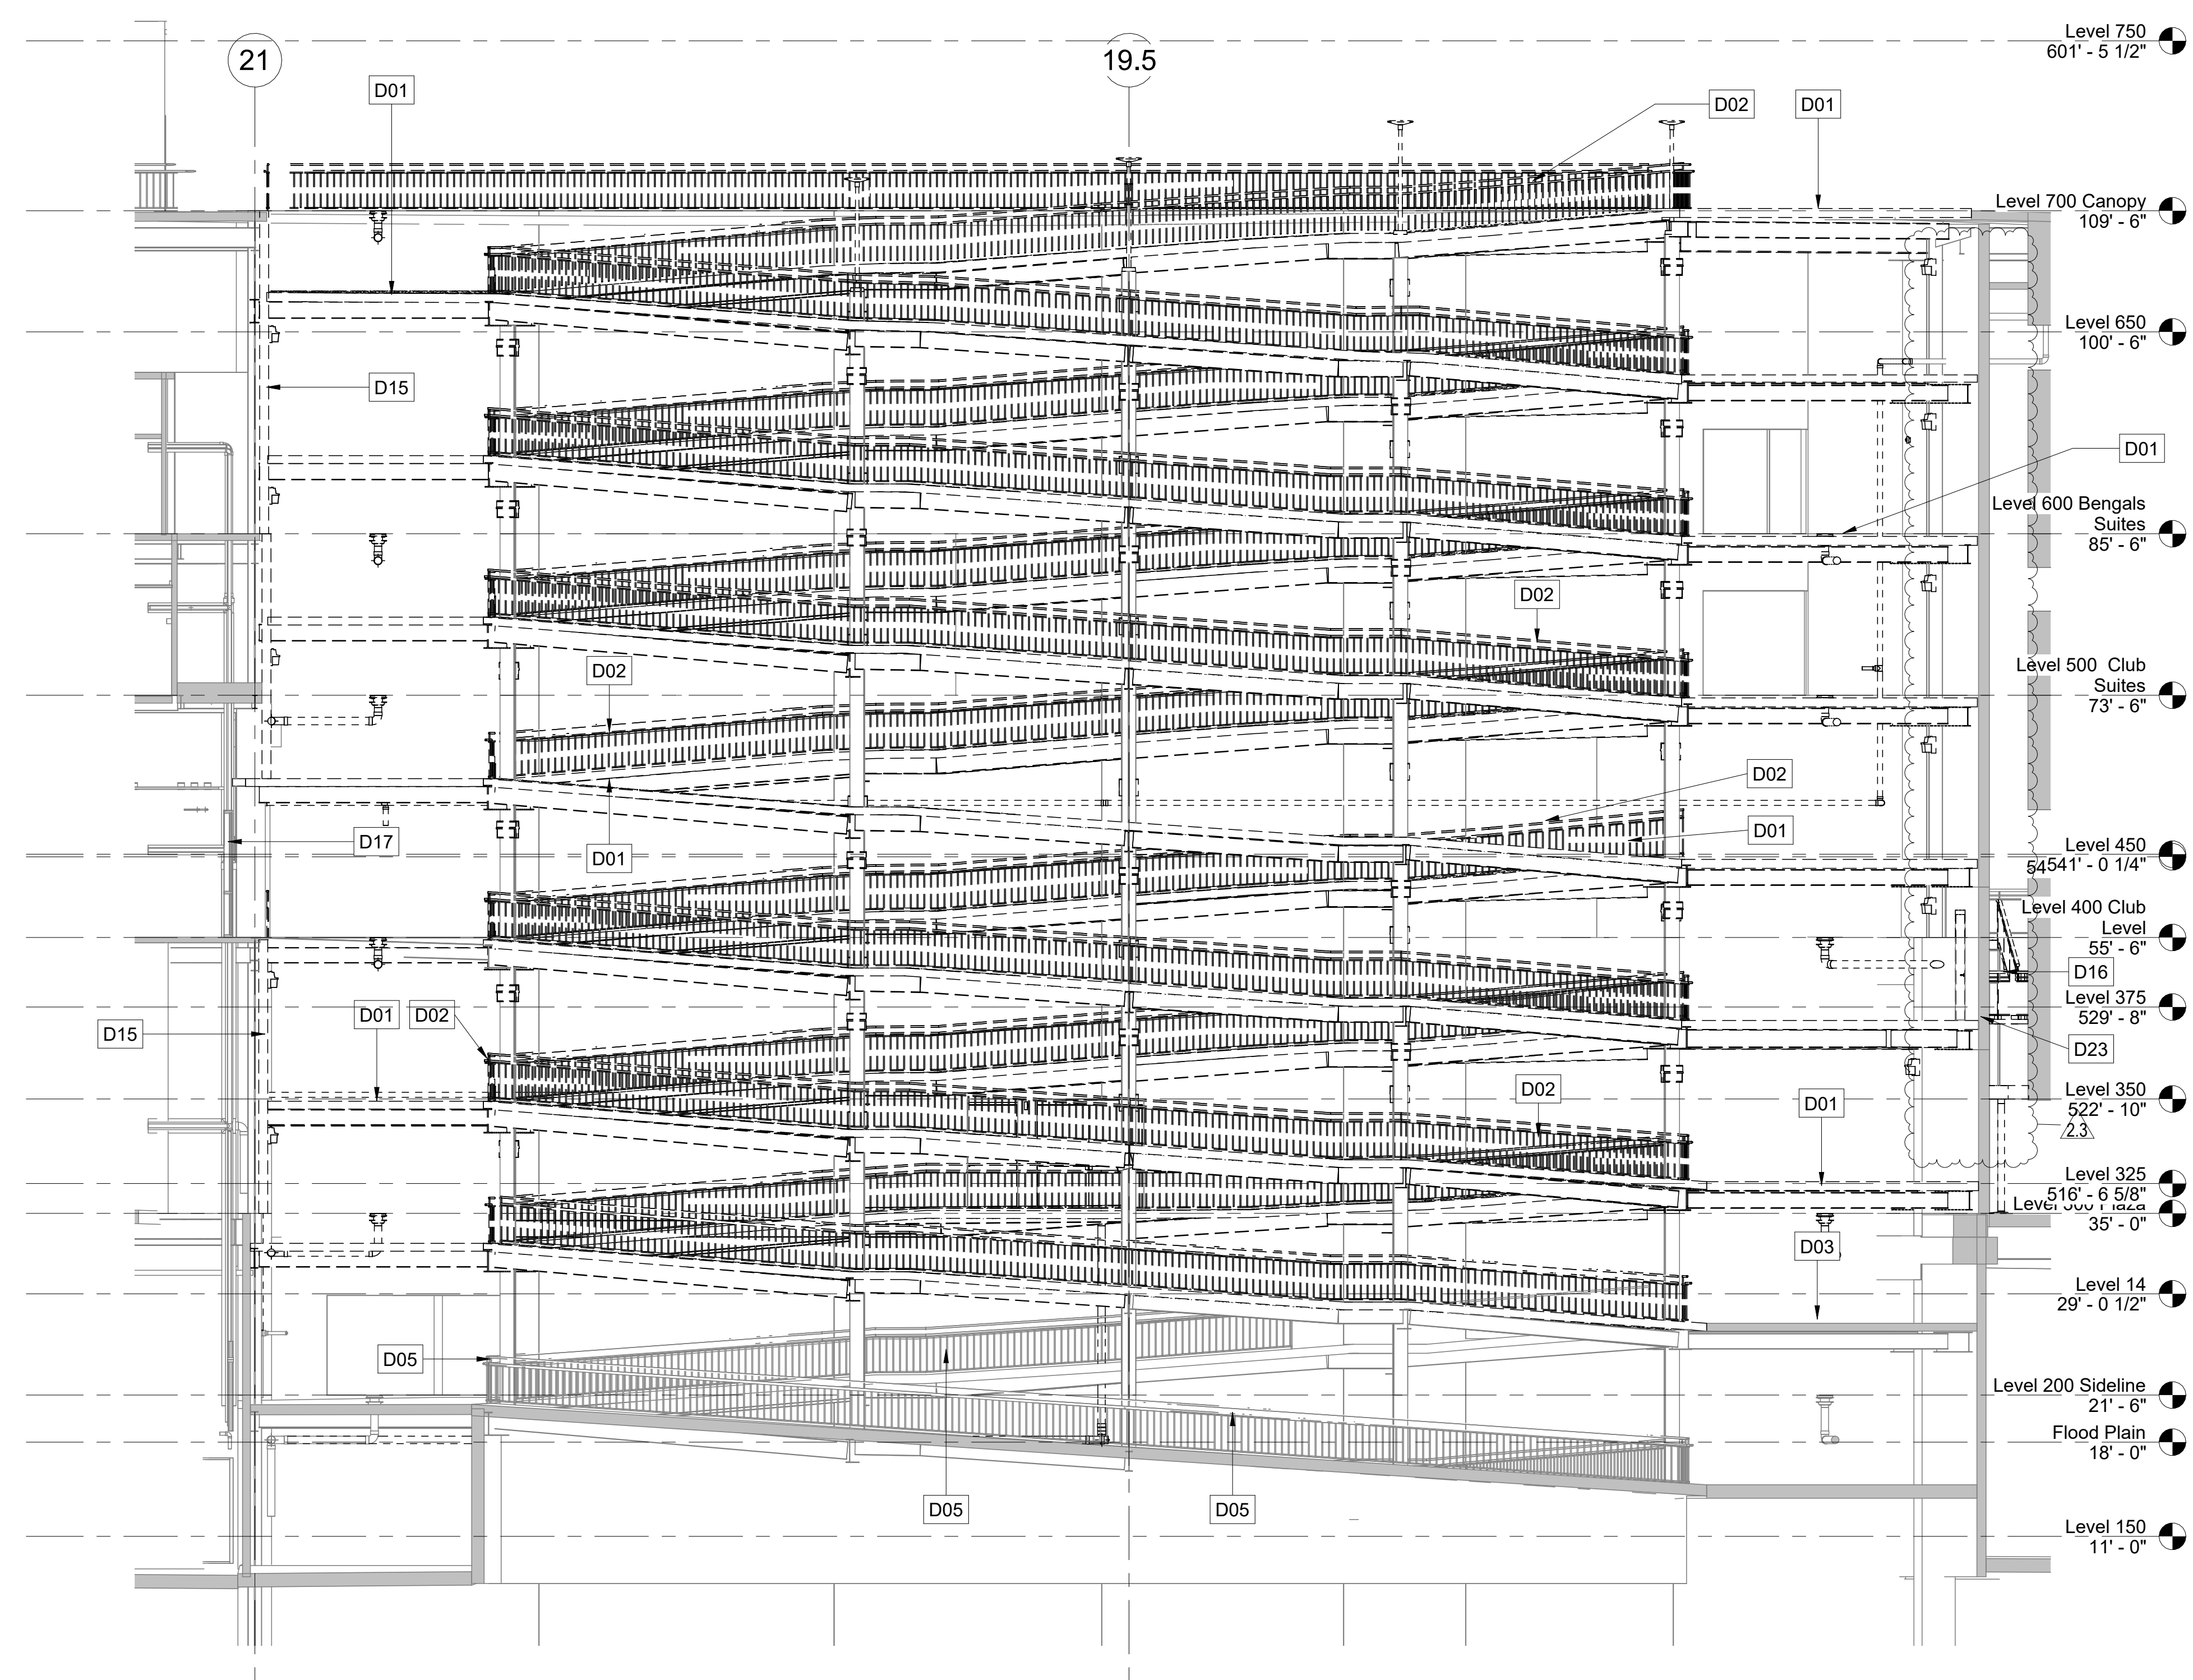 21
19.5
Level 750
601' - 5 1/2"
D01
D02
D01
Level 700 Canopy
109' - 6"
Level 650
100' - 6"
D15
D01
Level 600 Bengals
Suites
85' - 6"
D02
D02
Level 500 Club
Suites
73' - 6"
D02
D01
D17
D01
Level 450
54541' - 0 1/4"
Level 400 Club
Level
55' - 6"
D16
D15
D01
D02
Level 375
529' - 8"
D23
D02
D01
Level 350
522' - 10"
2.3
Level 325
516' - 6 5/8"
Level 300 Plaza
35' - 0"
D03
Level 14
29' - 0 1/2"
D05
Level 200 Sideline
21' - 6"
Flood Plain
18' - 0"
D05
D05
Level 150
11' - 0"